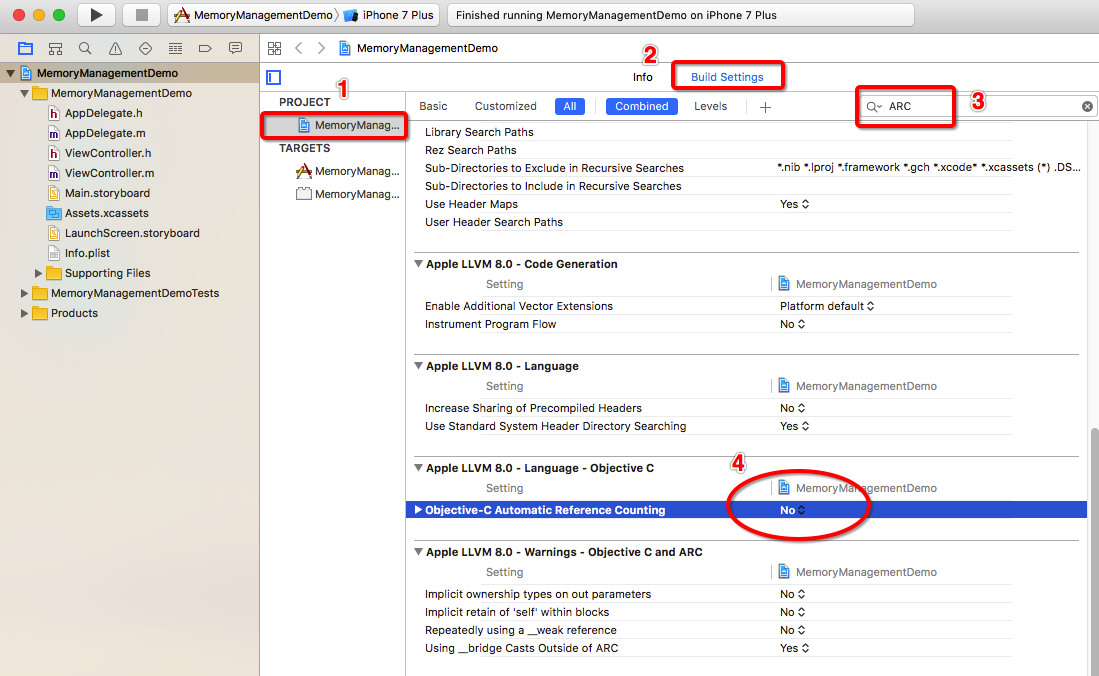 MemoryManagementDemo iPhone 7 Plus Finished running MemoryManagementDemo on iPhone 7 Plus
MemoryManagementDemo
MemoryManagementDemo
MemoryManagementDemo
AppDelegate.h
AppDelegate.m
ViewController.h
ViewController.m
Main.storyboard
Assets.xcassets
LaunchScreen.storyboard
Info.plist
Supporting Files
MemoryManagementDemoTests
Products
2
Info Build Settings
1
PROJECT
MemoryManag...
TARGETS
MemoryManag...
MemoryManag...
Basic Customized All Combined Levels ARC
3
Library Search Paths
Rez Search Paths
Sub-Directories to Exclude in Recursive Searches *.nib *.lproj *.framework *.gch *.xcode* *.xcassets (*) .DS...
Sub-Directories to Include in Recursive Searches
Use Header Maps Yes
User Header Search Paths
Apple LLVM 8.0 - Code Generation
Setting MemoryManagementDemo
Enable Additional Vector Extensions Platform default
Instrument Program Flow No
Apple LLVM 8.0 - Language
Setting MemoryManagementDemo
Increase Sharing of Precompiled Headers No
Use Standard System Header Directory Searching Yes
4
Apple LLVM 8.0 - Language - Objective C
Setting MemoryManagementDemo
Objective-C Automatic Reference Counting No
Apple LLVM 8.0 - Warnings - Objective C and ARC
Setting MemoryManagementDemo
Implicit ownership types on out parameters No
Implicit retain of 'self' within blocks No
Repeatedly using a __weak reference No
Using __bridge Casts Outside of ARC Yes